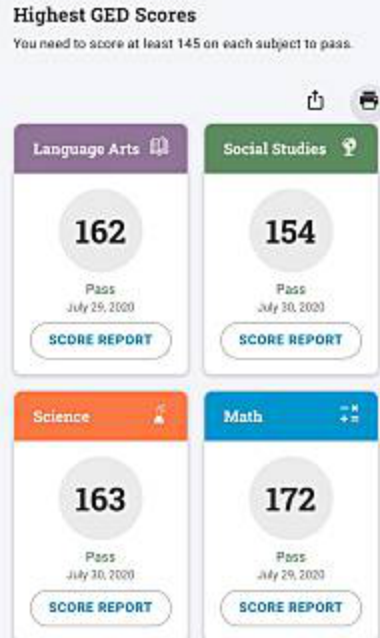 Highest GED Scores
You need to score at least 145 on each subject to pass.
Language Arts
162
Pass
July 29, 2020
SCORE REPORT
Social Studies
154
Pass
July 30, 2020
SCORE REPORT
Science
163
Pass
July 30, 2020
SCORE REPORT
Math
172
Pass
July 29, 2020
SCORE REPORT